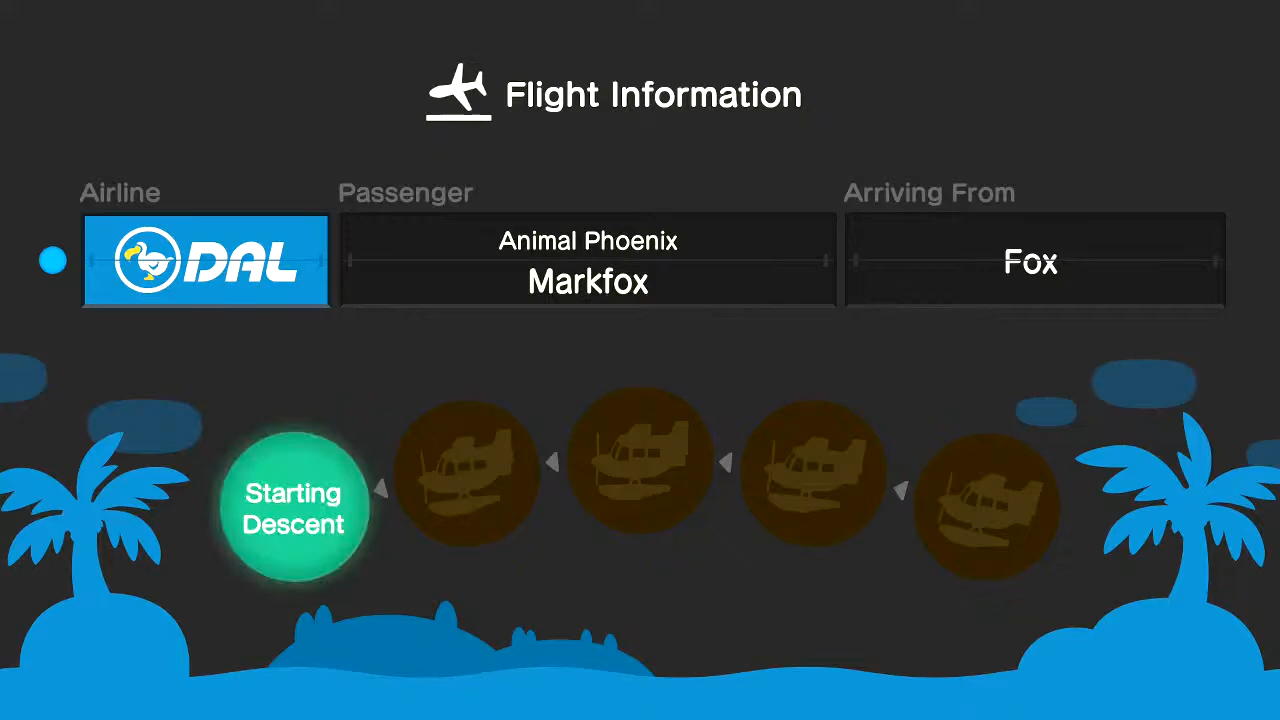 Flight Information
Airline
Passenger
Arriving From
DAL
Animal Phoenix
Markfox
Fox
Starting
Descent